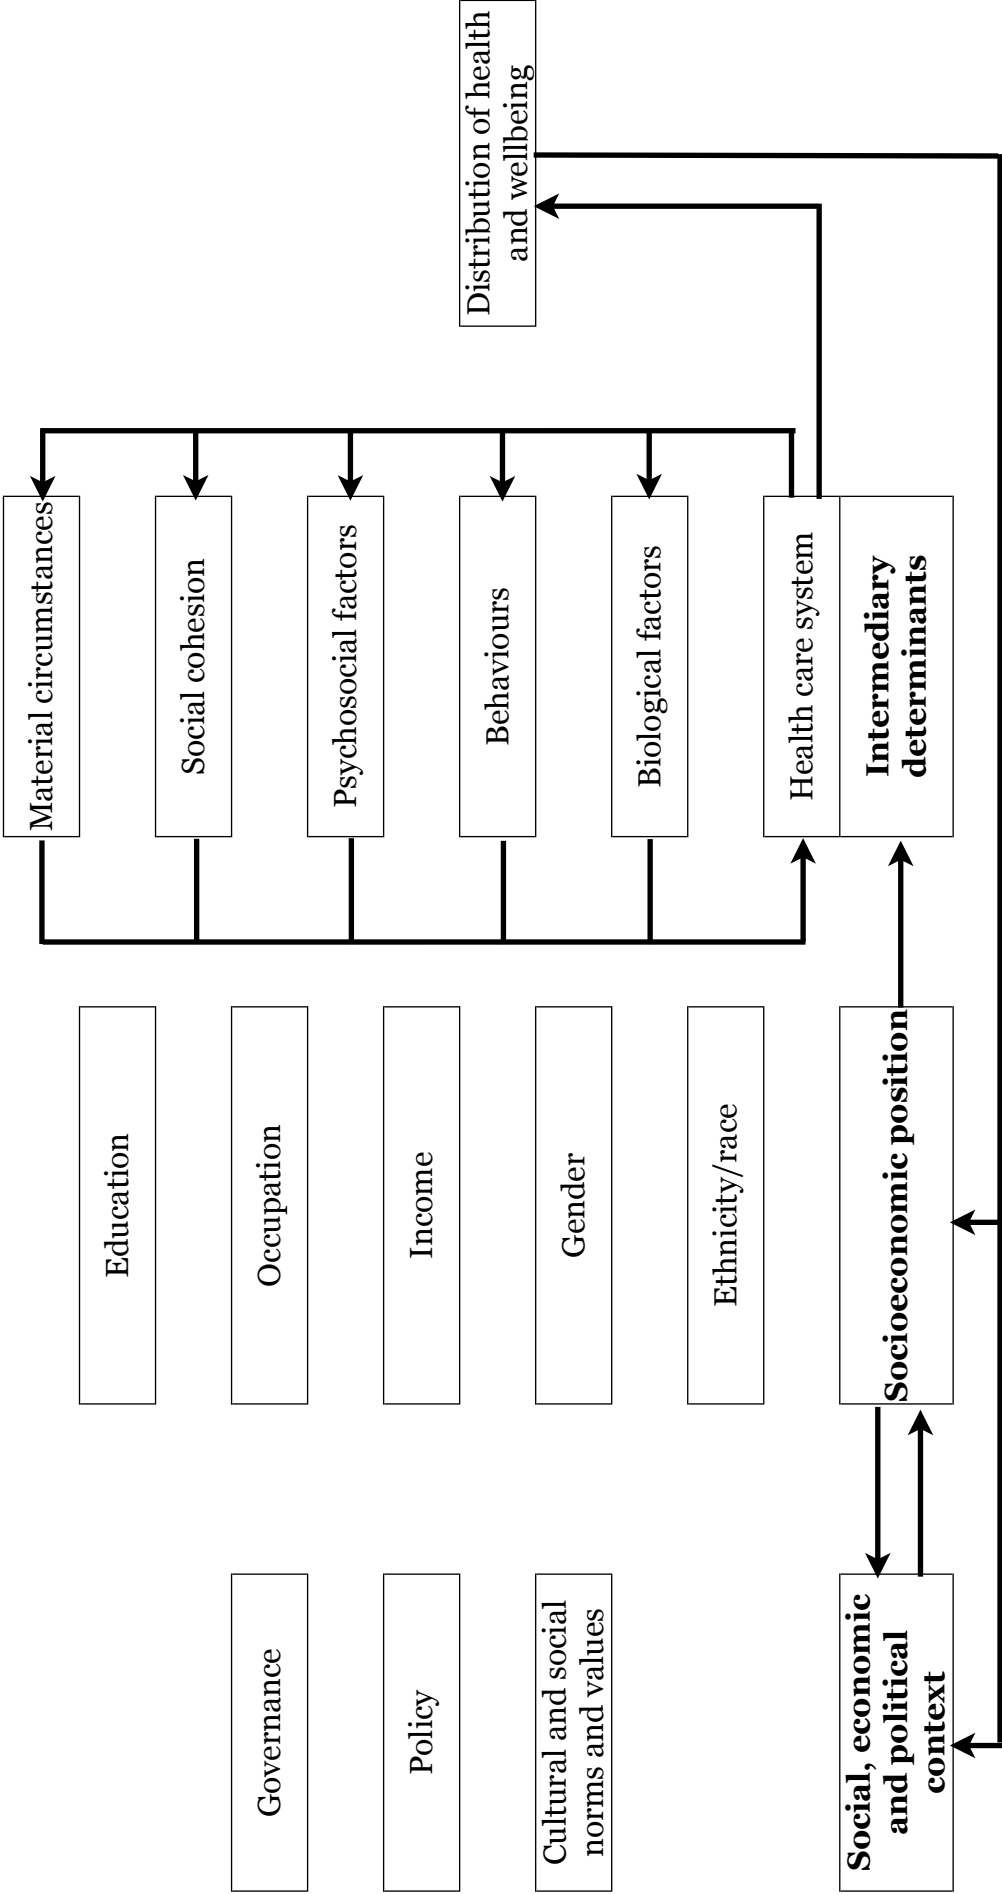 Governance
Policy
Cultural and social
norms and values
Social, economic
and political
context
Education
Occupation
Income
Gender
Ethnicity/race
Socioeconomic position
Material circumstances
Social cohesion
Psychosocial factors
Behaviours
Biological factors
Health care system
Intermediary
determinants
Distribution of health
and wellbeing